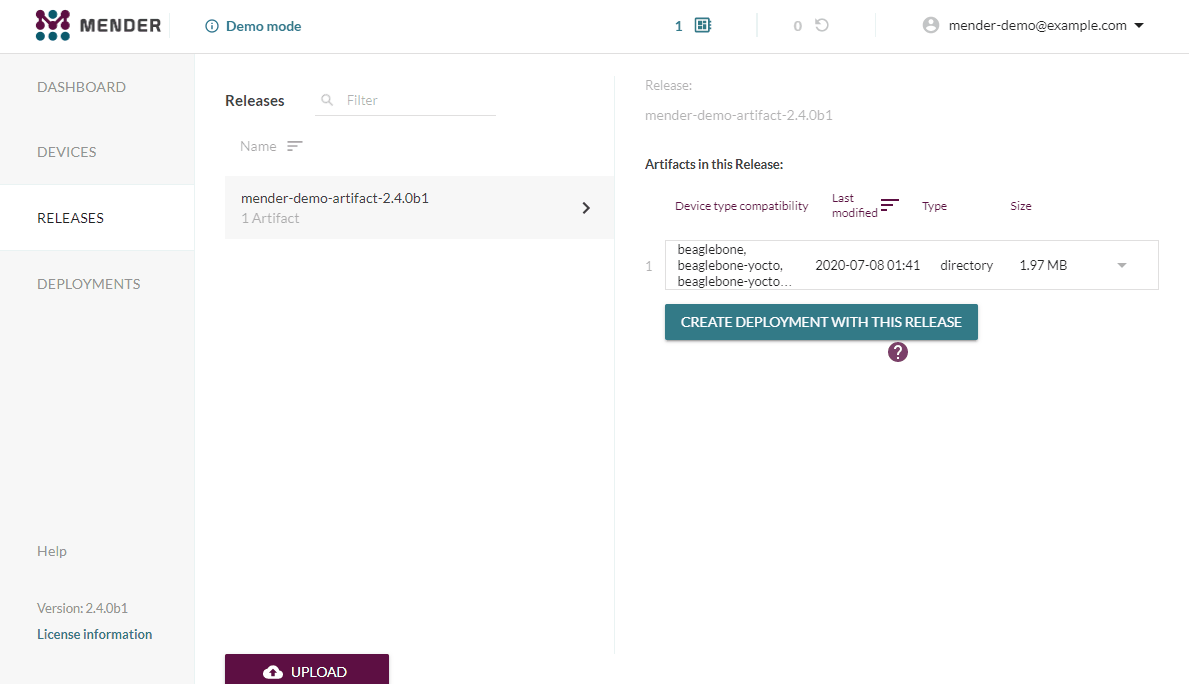 MENDER
Demo mode
1
0
mender-demo@example.com
DASHBOARD
DEVICES
RELEASES
DEPLOYMENTS
Help
Version: 2.4.0b1
License information
Releases
Filter
Name
mender-demo-artifact-2.4.0b1
1 Artifact
UPLOAD
Release:
mender-demo-artifact-2.4.0b1
Artifacts in this Release:
Device type compatibility
Last
modified
Type
Size
1
beaglebone,
beaglebone-yocto,
beaglebone-yocto...
2020-07-08 01:41
directory
1.97 MB
CREATE DEPLOYMENT WITH THIS RELEASE
?